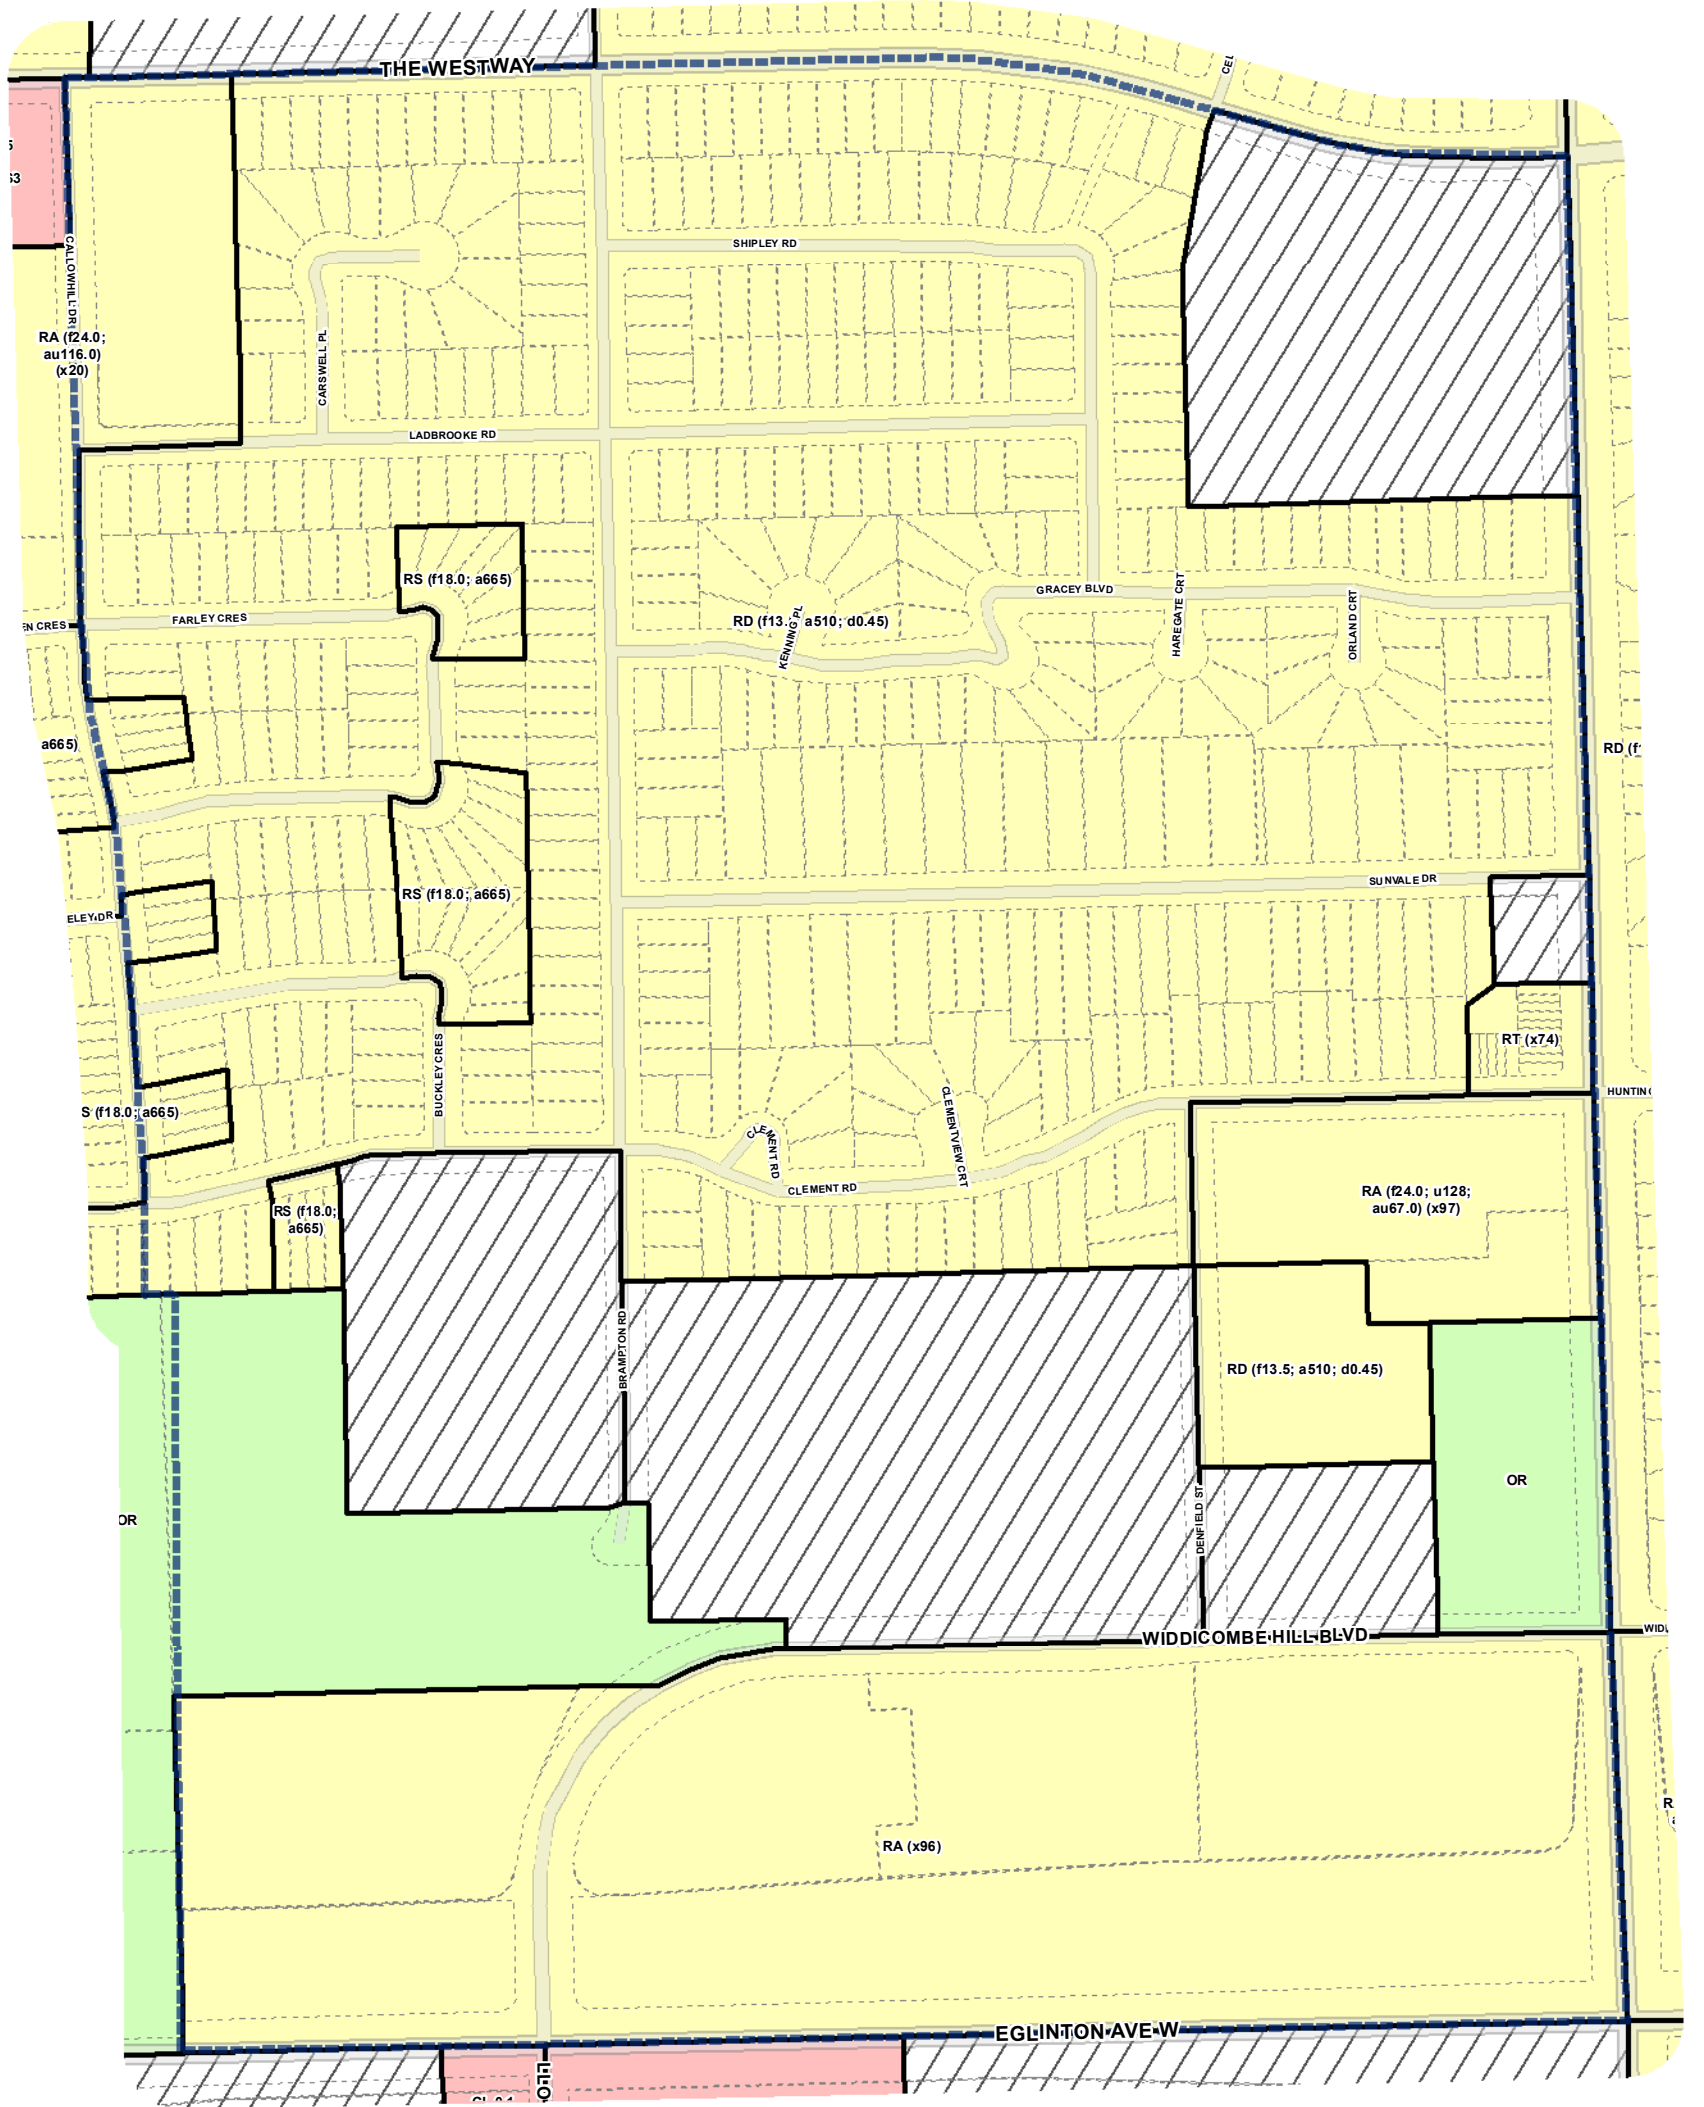 THE WESTWAY
CALLOWHILL DR
RA (f24.0;
au116.0)
(x20)
SHIPLEY RD
CARSWELL PL
LADBROOKE RD
RS (f18.0; a665)
FARLEY CRES
EN CRES
GRACEY BLVD
KENNING PL
a510; d0.45)
HAREGATE CRT
ORLAND CRT
a665)
RD (f
RS (f18.0; a665)
SUNVALE DR
ELEY DR
RT (x74)
BUCKLEY CRES
S (f18.0; a665)
CLEMENTVIEW CRT
CLEMENT RD
CLEMENT RD
RA (f24.0; u128;
au67.0) (x97)
RS (f18.0;
a665)
BRAMPTON RD
RD (f13.5; a510; d0.45)
OR
OR
DENFIELD ST
WIDDICOMBE HILL BLVD
RA (x96)
EGLINTON AVE W